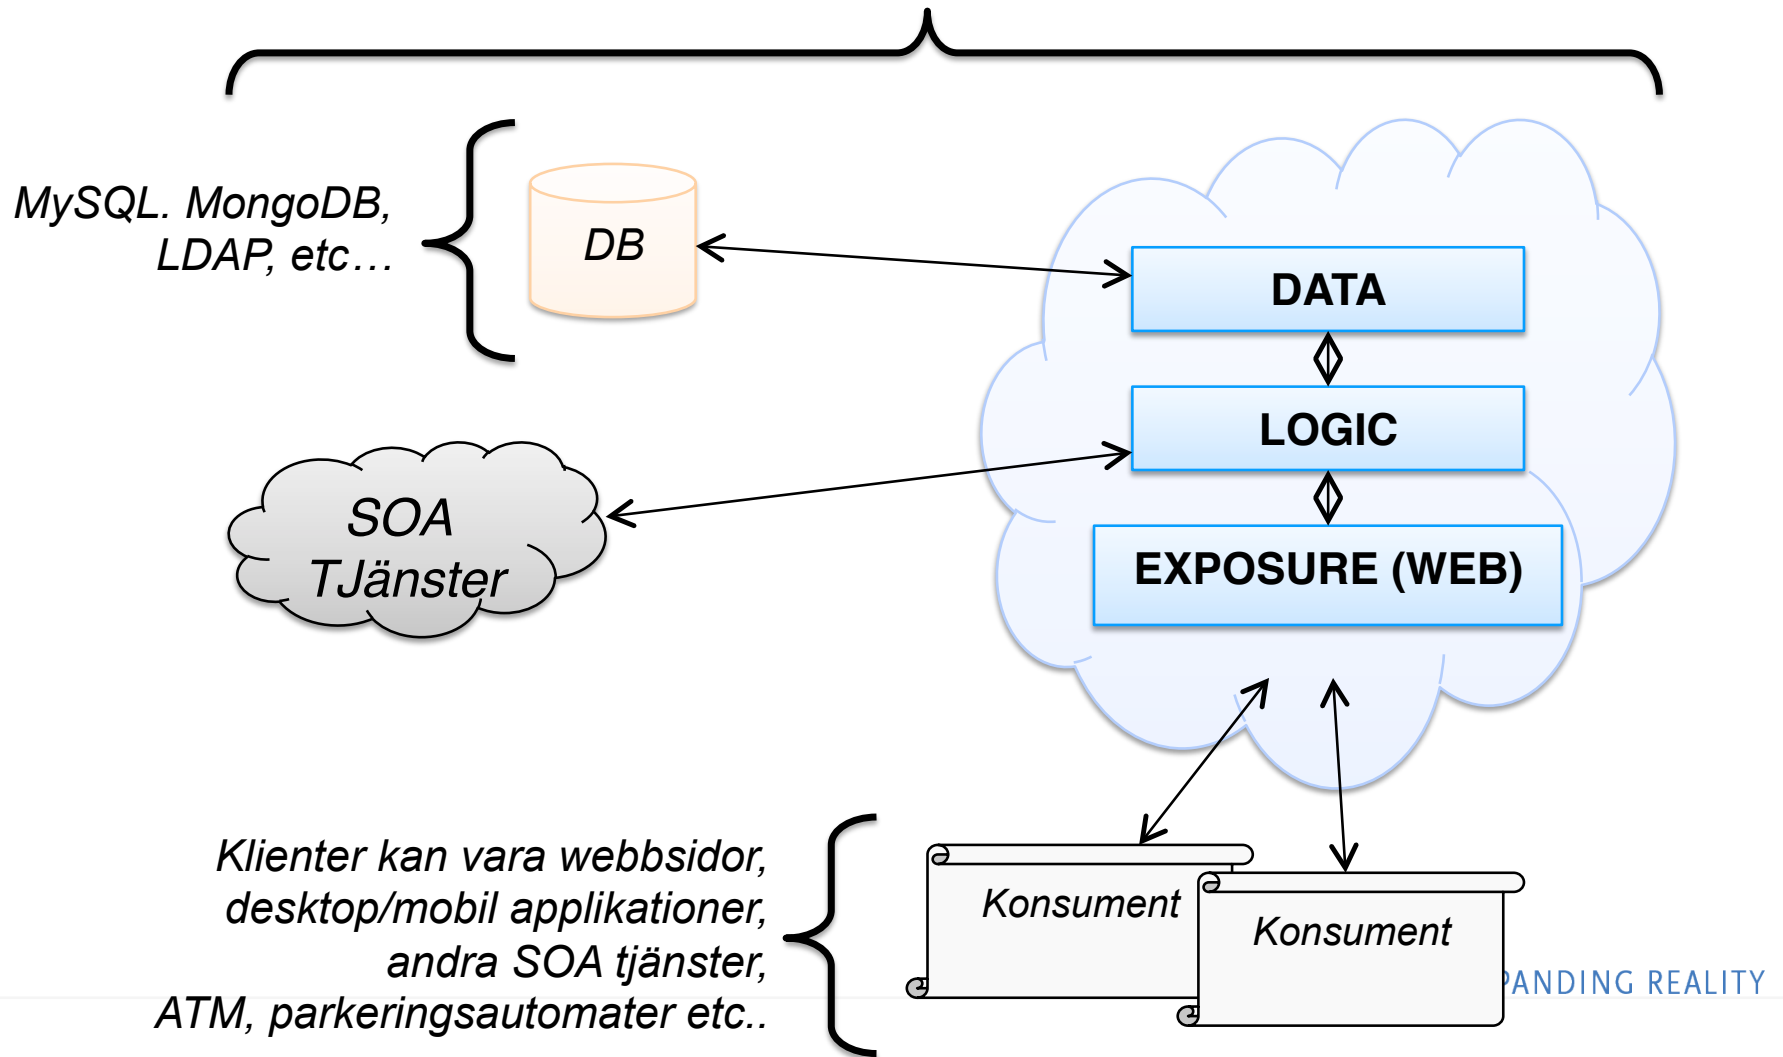 MySQL. MongoDB,
LDAP, etc…
DB
DATA
LOGIC
EXPOSURE (WEB)
SOA
TJänster
Klienter kan vara webbsidor,
desktop/mobil applikationer,
andra SOA tjänster,
ATM, parkeringsautomater etc..
Konsument
Konsument
PANDING REALITY